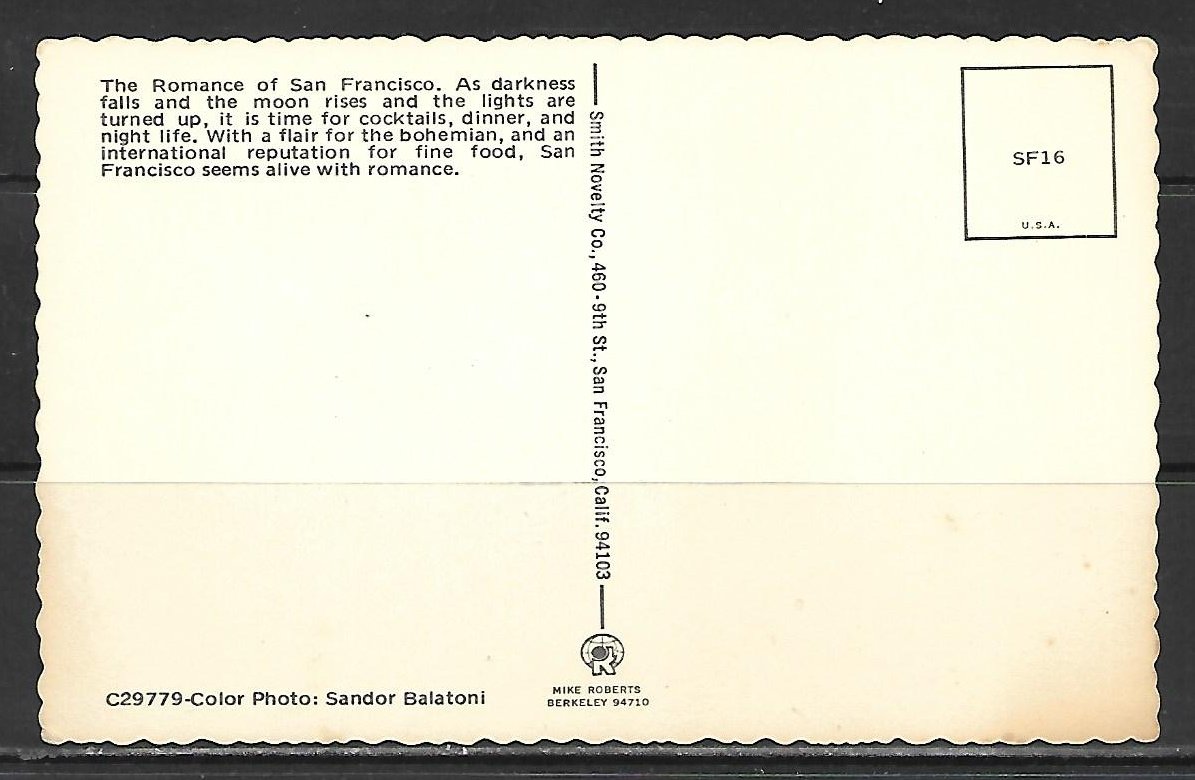 The Romance of San Francisco. As darkness
falls and the moon rises and the lights are
turned up, it is time for cocktails, dinner, and
night life. With a flair for the bohemian, and an
international reputation for fine food, San
Francisco seems alive with romance.
Smith Novelty Co., 460 - 9th St., San Francisco, Calif. 94103
SF16
U.S.A.
C29779-Color Photo: Sandor Balatoni
MIKE ROBERTS
BERKELEY 94710